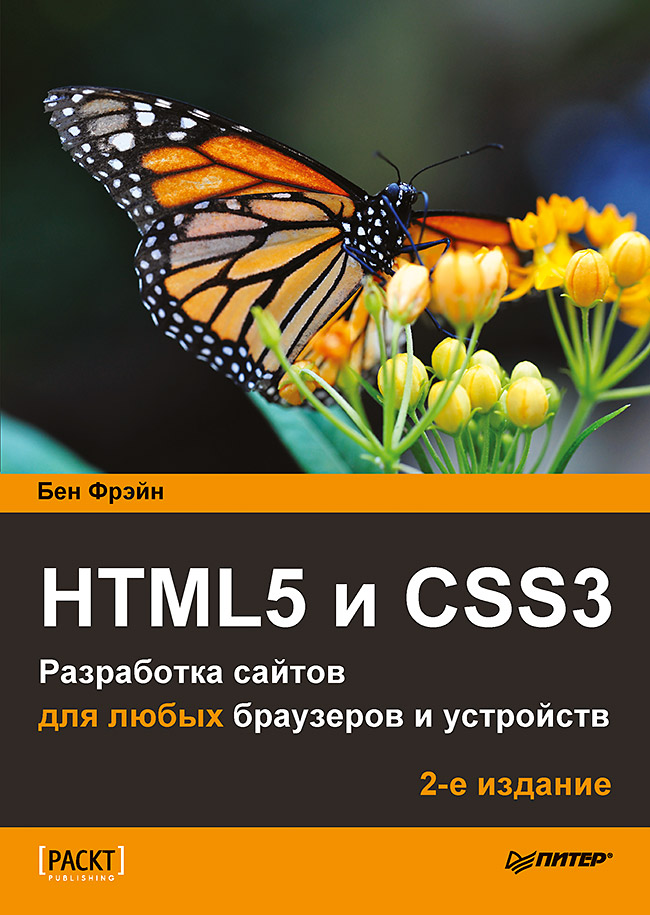 Бен Фрэйн
HTML5 и CSS3
Разработка сайтов
для любых браузеров и устройств
2-е издание
[PACKT]
PUBLISHING
ПИТЕР®